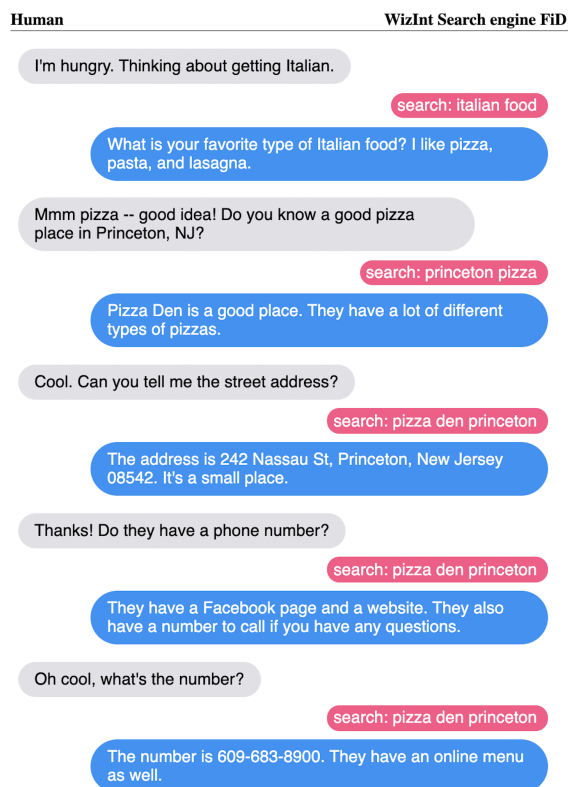 Human WizInt Search engine FiD
I'm hungry. Thinking about getting Italian.
search: italian food
What is your favorite type of Italian food? I like pizza,
pasta, and lasagna.
Mmm pizza -- good idea! Do you know a good pizza
place in Princeton, NJ?
search: princeton pizza
Pizza Den is a good place. They have a lot of different
types of pizzas.
Cool. Can you tell me the street address?
search: pizza den princeton
The address is 242 Nassau St, Princeton, New Jersey
08542. It's a small place.
Thanks! Do they have a phone number?
search: pizza den princeton
They have a Facebook page and a website. They also
have a number to call if you have any questions.
Oh cool, what's the number?
search: pizza den princeton
The number is 609-683-8900. They have an online menu
as well.